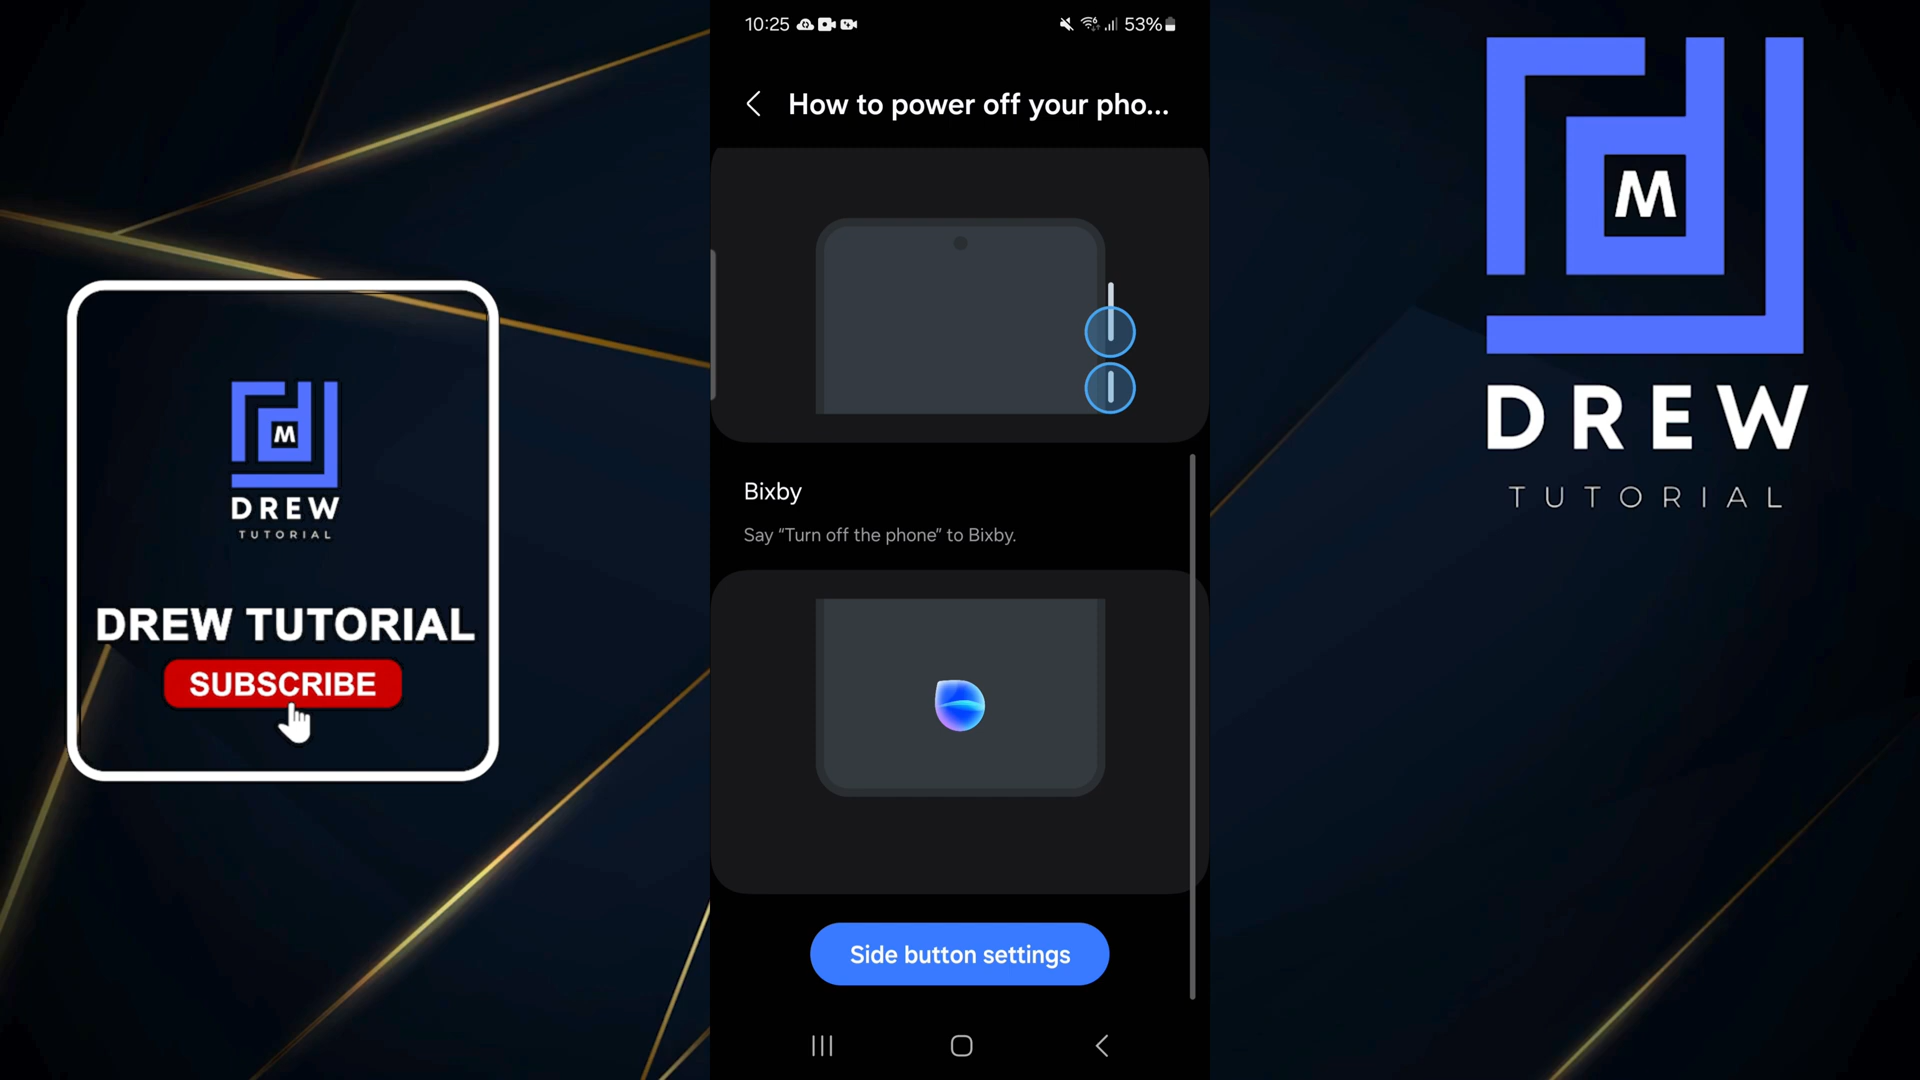 10:25
53%
How to power off your pho...
Bixby
Say “Turn off the phone” to Bixby.
Side button settings
M
DREW
TUTORIAL
DREW TUTORIAL
SUBSCRIBE
M
DREW
TUTORIAL